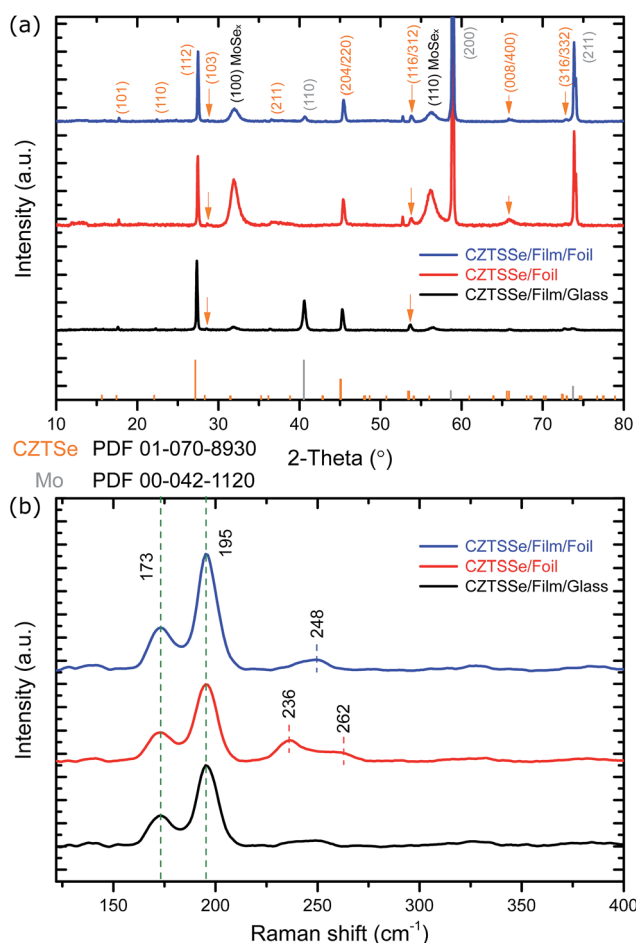 (a)
(101)
(110)
(112)
(103)
(100) MoSeₓ
(211)
(110)
(204/220)
(116/312)
(110) MoSeₓ
(200)
(008/400)
(316/332)
(211)
Intensity (a.u.)
CZTSSe/Film/Foil
CZTSSe/Foil
CZTSSe/Film/Glass
10 20 30 40 50 60 70 80
2-Theta (°)
CZTSe PDF 01-070-8930
Mo PDF 00-042-1120
(b)
173
195
248
236
262
CZTSSe/Film/Foil
CZTSSe/Foil
CZTSSe/Film/Glass
Intensity (a.u.)
150 200 250 300 350 400
Raman shift (cm⁻¹)